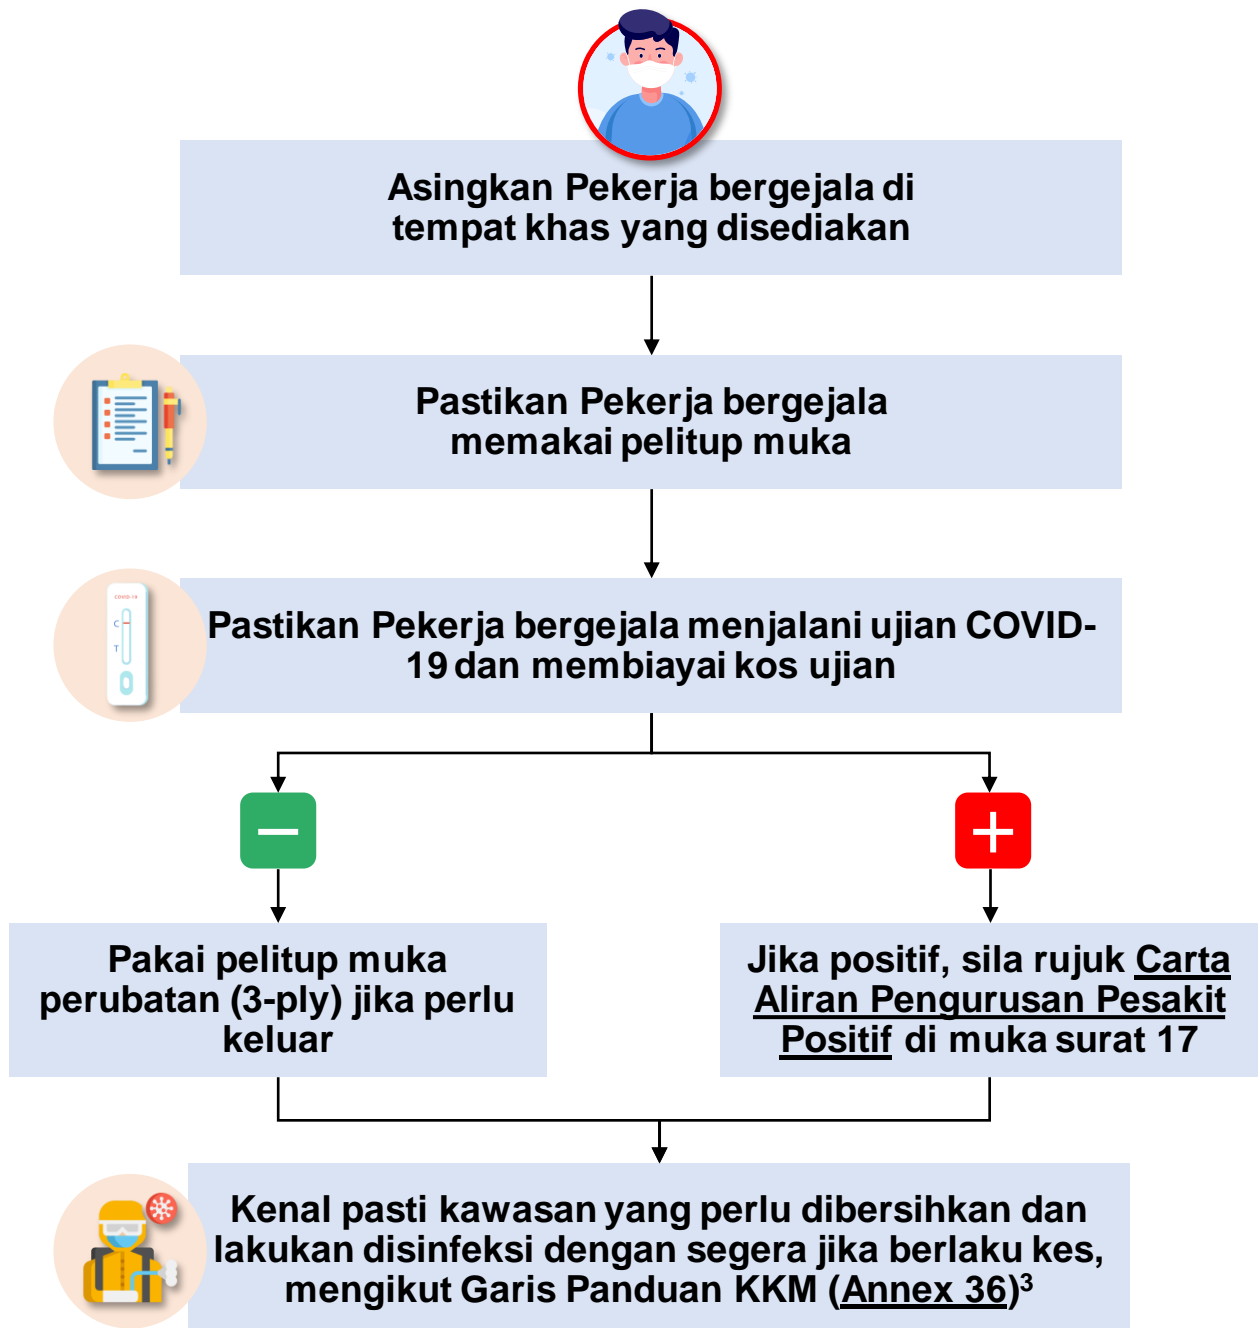 Asingkan Pekerja bergejala di
tempat khas yang disediakan
Pastikan Pekerja bergejala
memakai pelitup muka
COVID-19
C
T
Pastikan Pekerja bergejala menjalani ujian COVID-
19 dan membiayai kos ujian
Pakai pelitup muka
perubatan (3-ply) jika perlu
keluar
Jika positif, sila rujuk Carta
Aliran Pengurusan Pesakit
Positif di muka surat 17
Kenal pasti kawasan yang perlu dibersihkan dan
lakukan disinfeksi dengan segera jika berlaku kes,
mengikut Garis Panduan KKM (Annex 36)³